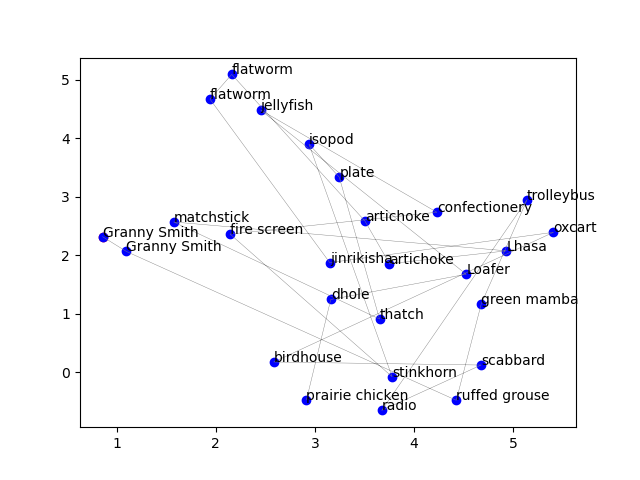 flatworm
flatworm
jellyfish
isopod
plate
trolleybus
confectionery
artichoke
matchstick
fire screen
oxcart
Granny Smith
Granny Smith
Lhasa
jinrikisha
artichoke
Loafer
dhole
green mamba
thatch
birdhouse
scabbard
stinkhorn
prairie chicken
ruffed grouse
radio
5
4
3
2
1
0
1
2
3
4
5